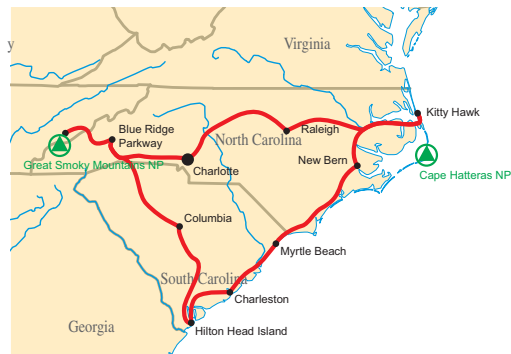 y
Virginia
Kitty Hawk
Blue Ridge
Parkway
North Carolina
Raleigh
New Bern
Great Smoky Mountains NP
Charlotte
Cape Hatteras NP
Columbia
Myrtle Beach
South Carolina
Charleston
Georgia
Hilton Head Island